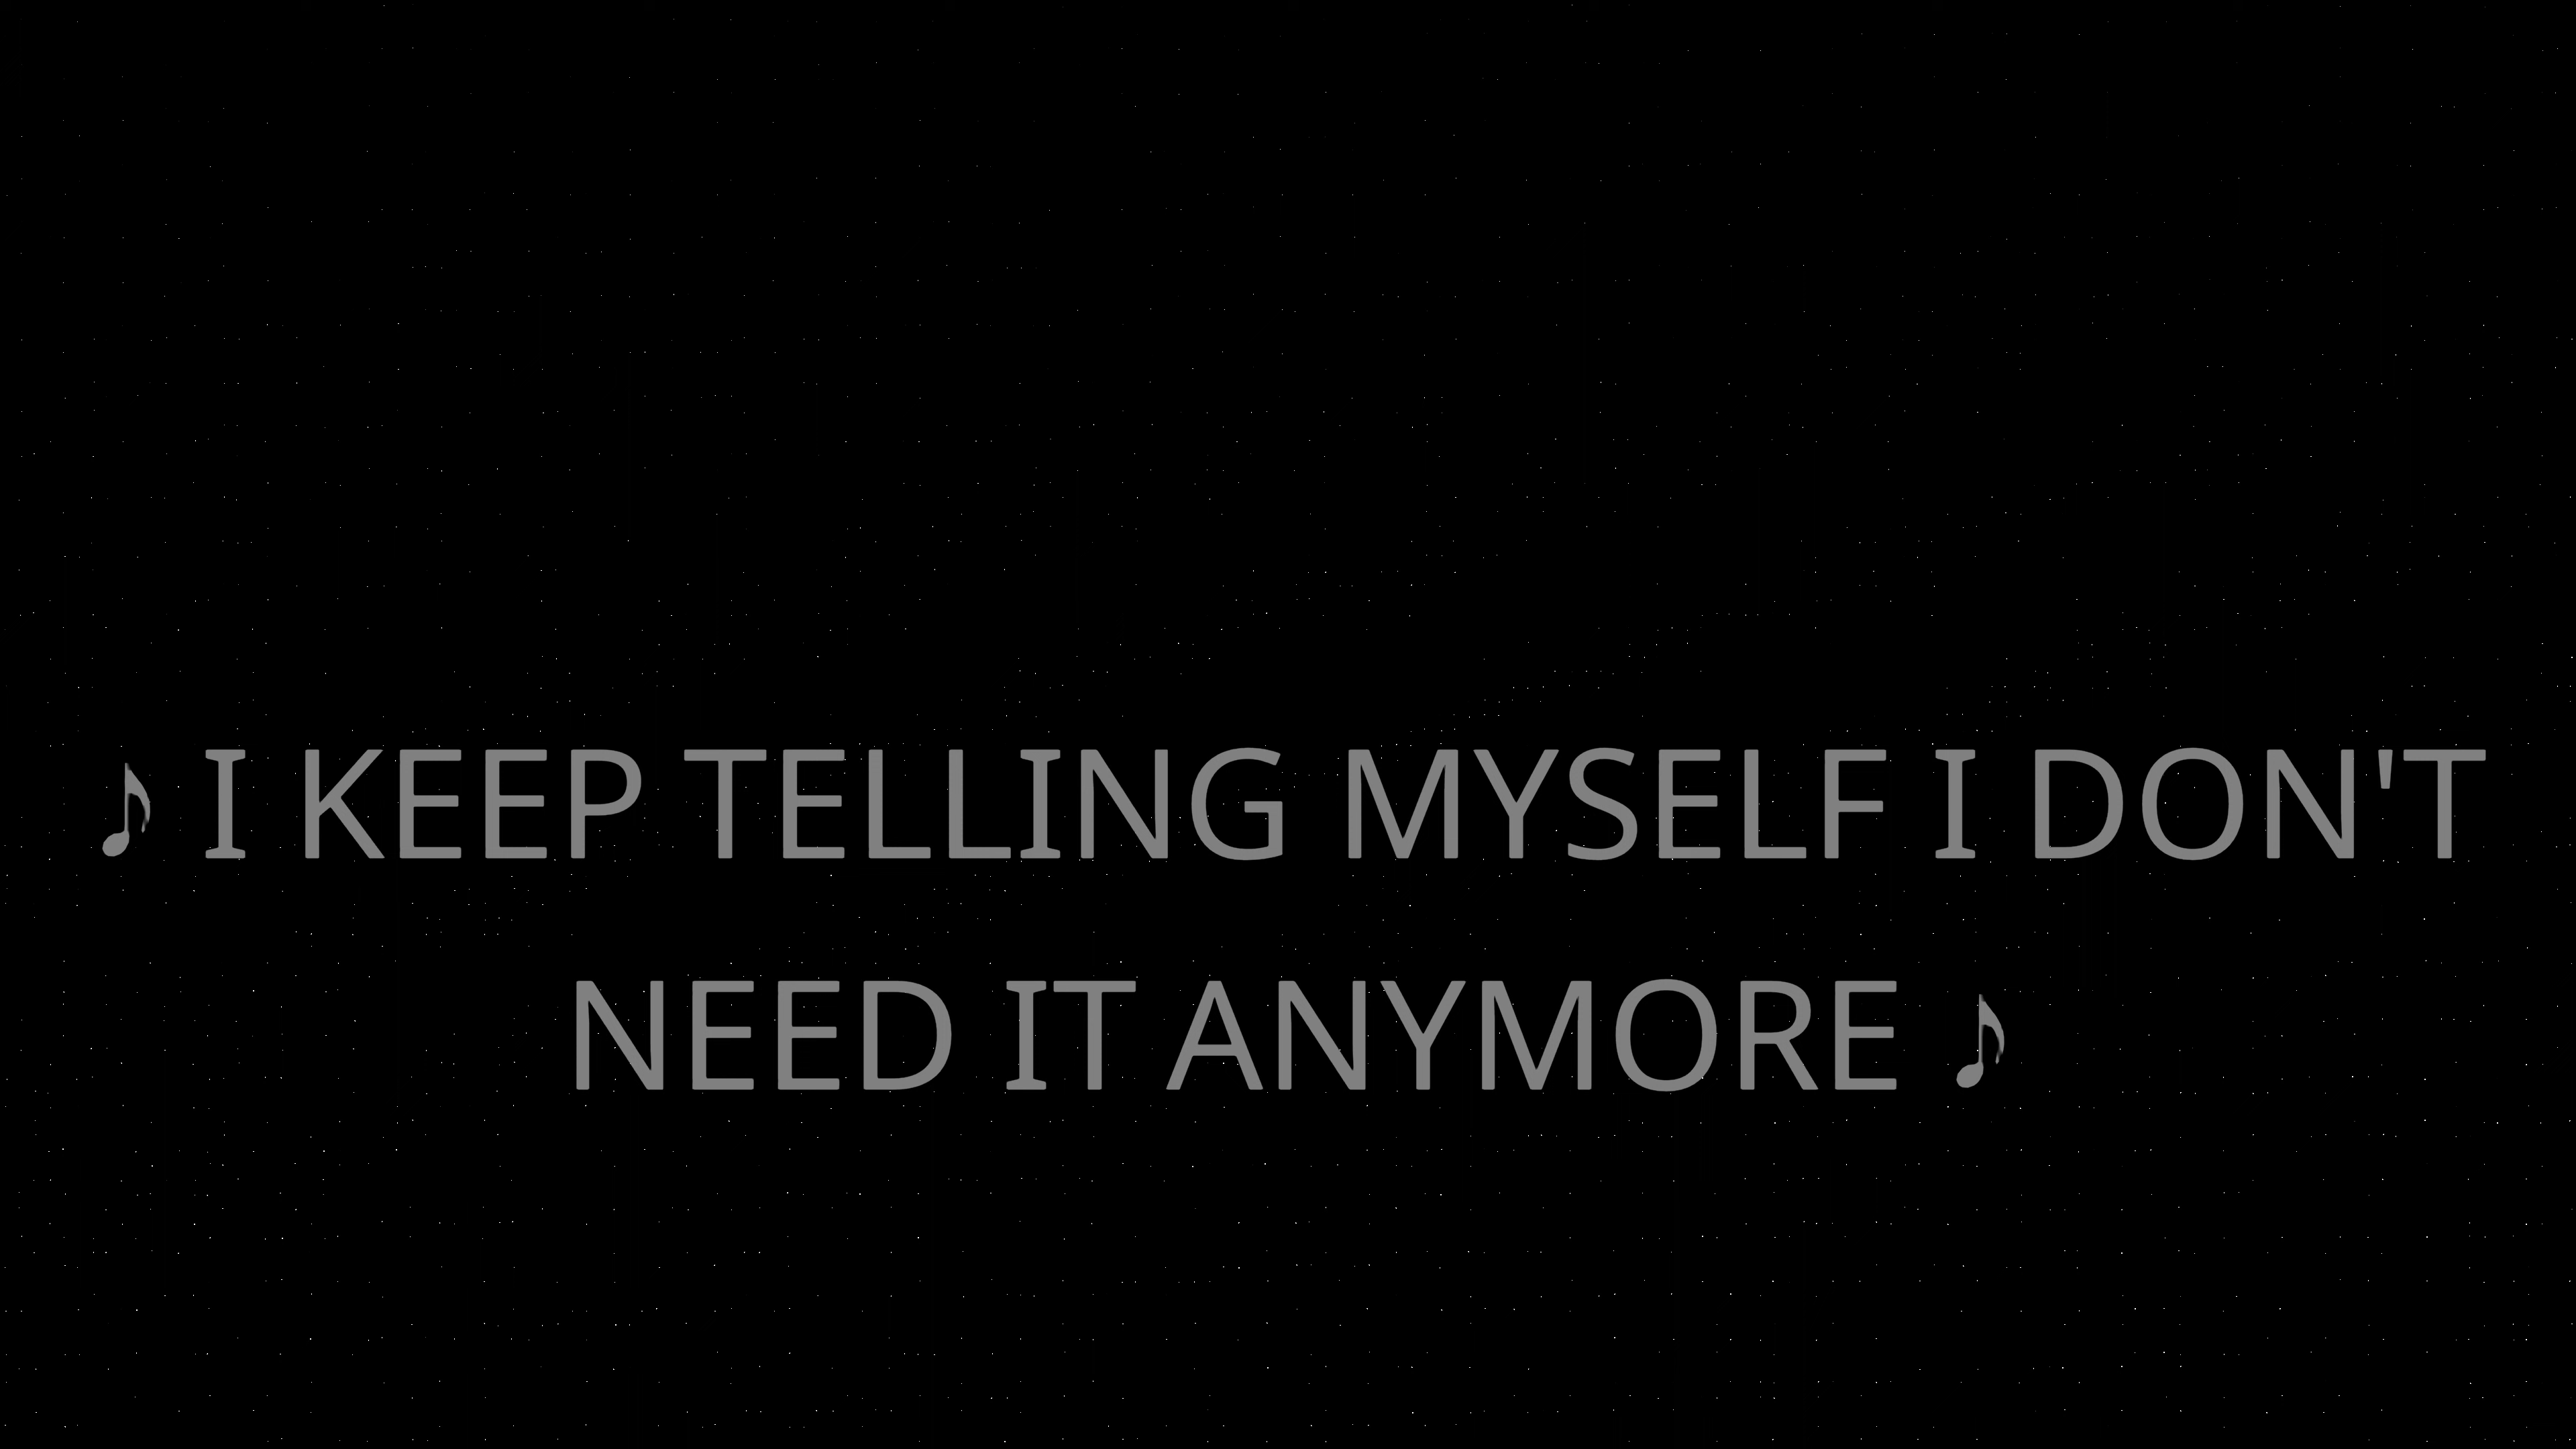 ♪ I KEEP TELLING MYSELF I DON'T
NEED IT ANYMORE ♪